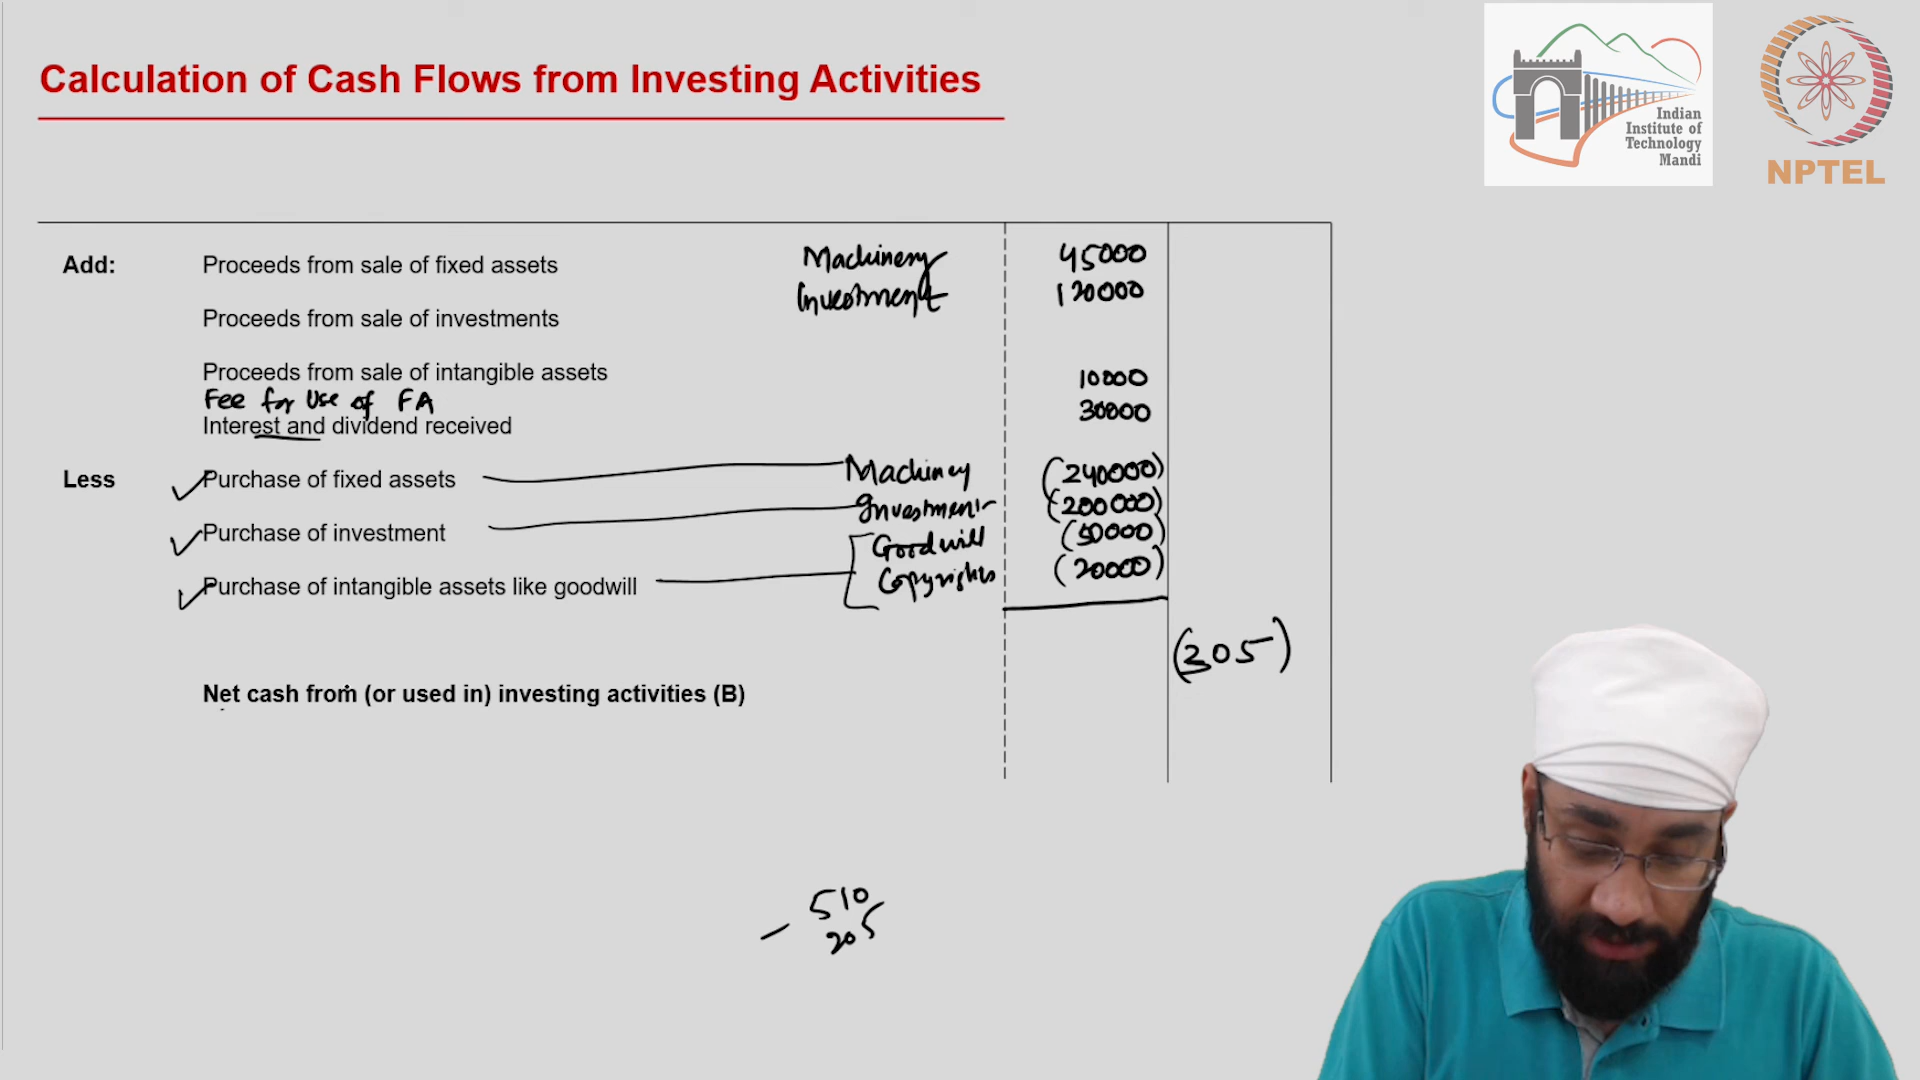 Calculation of Cash Flows from Investing Activities
Indian
Institute of
Technology
Mandi
NPTEL
Add: Proceeds from sale of fixed assets Machinery 45000
Investment 120000
Proceeds from sale of investments
Proceeds from sale of intangible assets 10000
Fee for Use of FA 30000
Interest and dividend received
Less Purchase of fixed assets Machiney (240000)
Purchase of investment Investment (200000)
Goodwill (50000)
Purchase of intangible assets like goodwill Copyrights (20000)
(305)
Net cash from (or used in) investing activities (B)
510
- 205